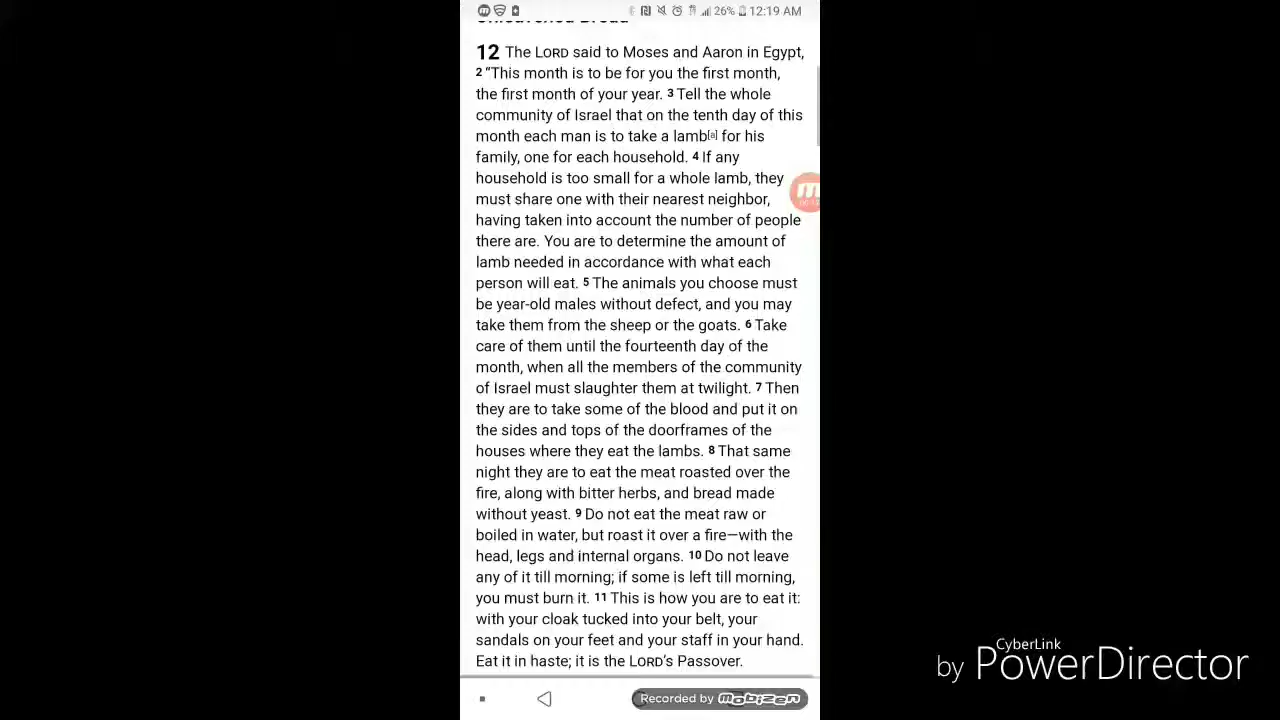 26% 12:19 AM
Unleavened Bread
12 The LORD said to Moses and Aaron in Egypt,
2 “This month is to be for you the first month,
the first month of your year. 3 Tell the whole
community of Israel that on the tenth day of this
month each man is to take a lamb[a] for his
family, one for each household. 4 If any
household is too small for a whole lamb, they
must share one with their nearest neighbor,
having taken into account the number of people
there are. You are to determine the amount of
lamb needed in accordance with what each
person will eat. 5 The animals you choose must
be year-old males without defect, and you may
take them from the sheep or the goats. 6 Take
care of them until the fourteenth day of the
month, when all the members of the community
of Israel must slaughter them at twilight. 7 Then
they are to take some of the blood and put it on
the sides and tops of the doorframes of the
houses where they eat the lambs. 8 That same
night they are to eat the meat roasted over the
fire, along with bitter herbs, and bread made
without yeast. 9 Do not eat the meat raw or
boiled in water, but roast it over a fire—with the
head, legs and internal organs. 10 Do not leave
any of it till morning; if some is left till morning,
you must burn it. 11 This is how you are to eat it:
with your cloak tucked into your belt, your
sandals on your feet and your staff in your hand.
Eat it in haste; it is the LORD’s Passover.
Recorded by mobizen
CyberLink
by PowerDirector